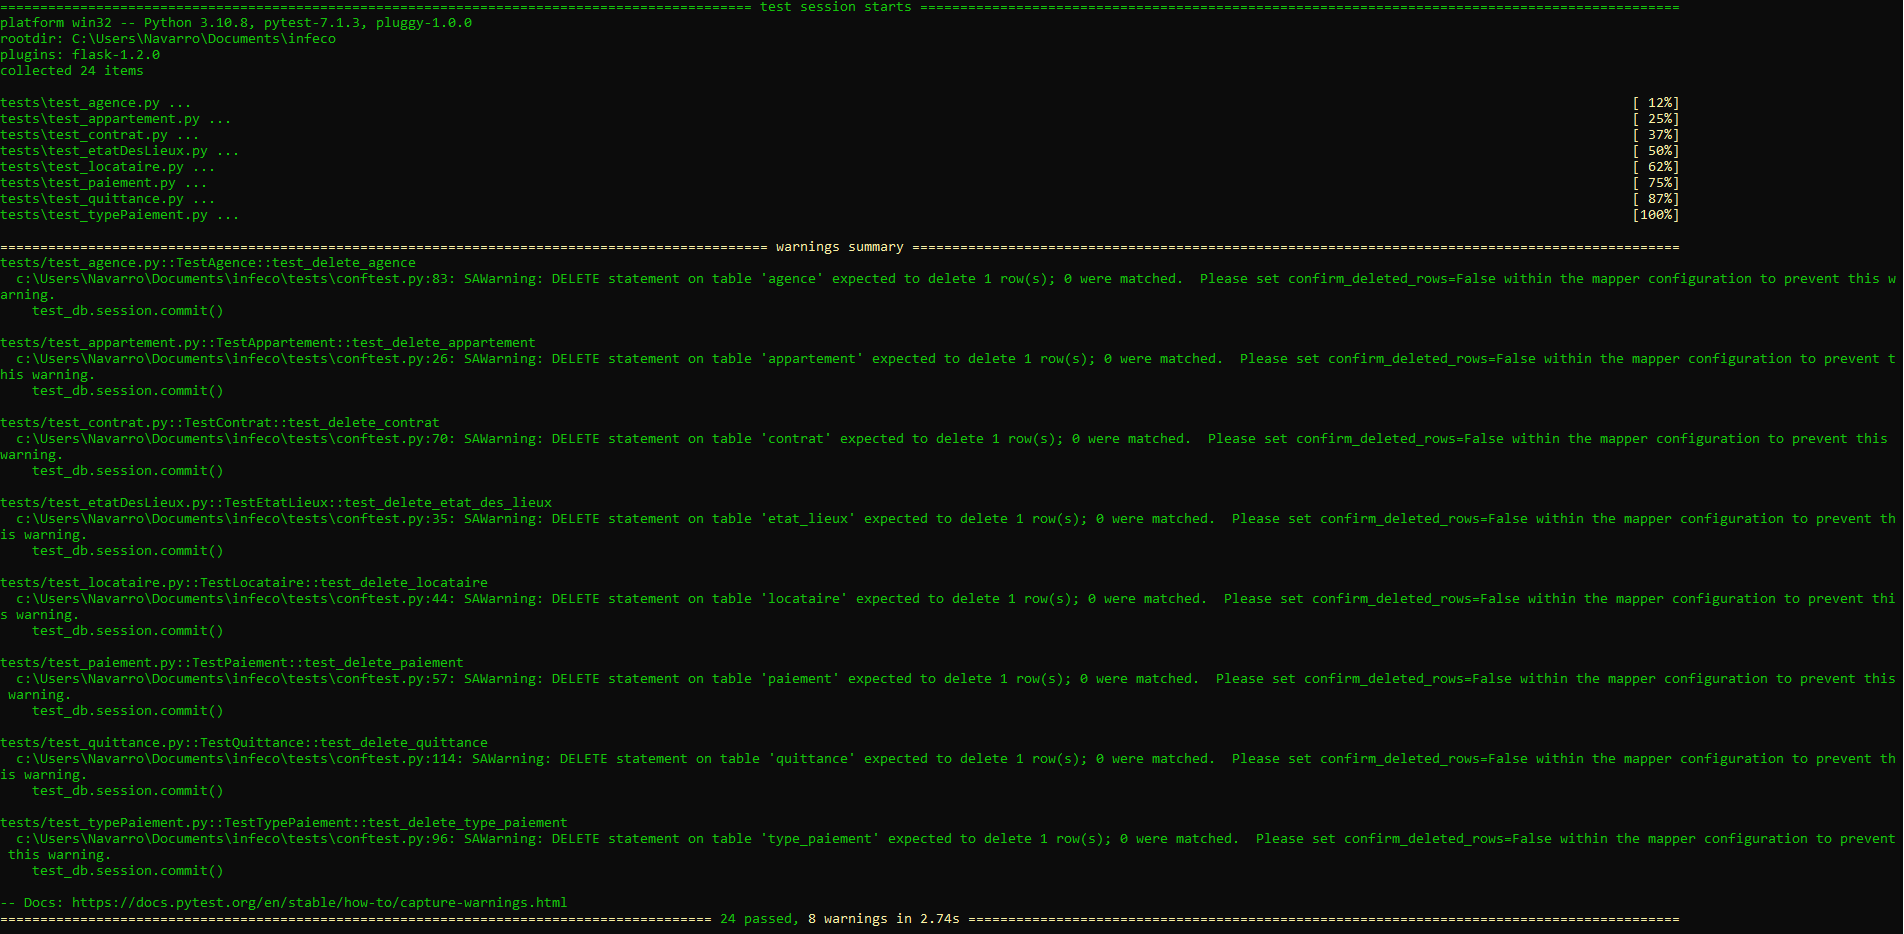 ============================================================================================== test session starts ===============================================================================================
platform win32 -- Python 3.10.8, pytest-7.1.3, pluggy-1.0.0
rootdir: C:\Users\Navarro\Documents\infeco
plugins: flask-1.2.0
collected 24 items
tests\test_agence.py ... [ 12%]
tests\test_appartement.py ... [ 25%]
tests\test_contrat.py ... [ 37%]
tests\test_etatDesLieux.py ... [ 50%]
tests\test_locataire.py ... [ 62%]
tests\test_paiement.py ... [ 75%]
tests\test_quittance.py ... [ 87%]
tests\test_typePaiement.py ... [100%]
================================================================================================ warnings summary ================================================================================================
tests/test_agence.py::TestAgence::test_delete_agence
c:\Users\Navarro\Documents\infeco\tests\conftest.py:83: SAWarning: DELETE statement on table 'agence' expected to delete 1 row(s); 0 were matched.  Please set confirm_deleted_rows=False within the mapper configuration to prevent this w
arning.
test_db.session.commit()
tests/test_appartement.py::TestAppartement::test_delete_appartement
c:\Users\Navarro\Documents\infeco\tests\conftest.py:26: SAWarning: DELETE statement on table 'appartement' expected to delete 1 row(s); 0 were matched.  Please set confirm_deleted_rows=False within the mapper configuration to prevent t
his warning.
test_db.session.commit()
tests/test_contrat.py::TestContrat::test_delete_contrat
c:\Users\Navarro\Documents\infeco\tests\conftest.py:70: SAWarning: DELETE statement on table 'contrat' expected to delete 1 row(s); 0 were matched.  Please set confirm_deleted_rows=False within the mapper configuration to prevent this
warning.
test_db.session.commit()
tests/test_etatDesLieux.py::TestEtatLieux::test_delete_etat_des_lieux
c:\Users\Navarro\Documents\infeco\tests\conftest.py:35: SAWarning: DELETE statement on table 'etat_lieux' expected to delete 1 row(s); 0 were matched.  Please set confirm_deleted_rows=False within the mapper configuration to prevent th
is warning.
test_db.session.commit()
tests/test_locataire.py::TestLocataire::test_delete_locataire
c:\Users\Navarro\Documents\infeco\tests\conftest.py:44: SAWarning: DELETE statement on table 'locataire' expected to delete 1 row(s); 0 were matched.  Please set confirm_deleted_rows=False within the mapper configuration to prevent thi
s warning.
test_db.session.commit()
tests/test_paiement.py::TestPaiement::test_delete_paiement
c:\Users\Navarro\Documents\infeco\tests\conftest.py:57: SAWarning: DELETE statement on table 'paiement' expected to delete 1 row(s); 0 were matched.  Please set confirm_deleted_rows=False within the mapper configuration to prevent this
warning.
test_db.session.commit()
tests/test_quittance.py::TestQuittance::test_delete_quittance
c:\Users\Navarro\Documents\infeco\tests\conftest.py:114: SAWarning: DELETE statement on table 'quittance' expected to delete 1 row(s); 0 were matched.  Please set confirm_deleted_rows=False within the mapper configuration to prevent th
is warning.
test_db.session.commit()
tests/test_typePaiement.py::TestTypePaiement::test_delete_type_paiement
c:\Users\Navarro\Documents\infeco\tests\conftest.py:96: SAWarning: DELETE statement on table 'type_paiement' expected to delete 1 row(s); 0 were matched.  Please set confirm_deleted_rows=False within the mapper configuration to prevent
this warning.
test_db.session.commit()
-- Docs: https://docs.pytest.org/en/stable/how-to/capture-warnings.html
========================================================================================= 24 passed, 8 warnings in 2.74s =========================================================================================